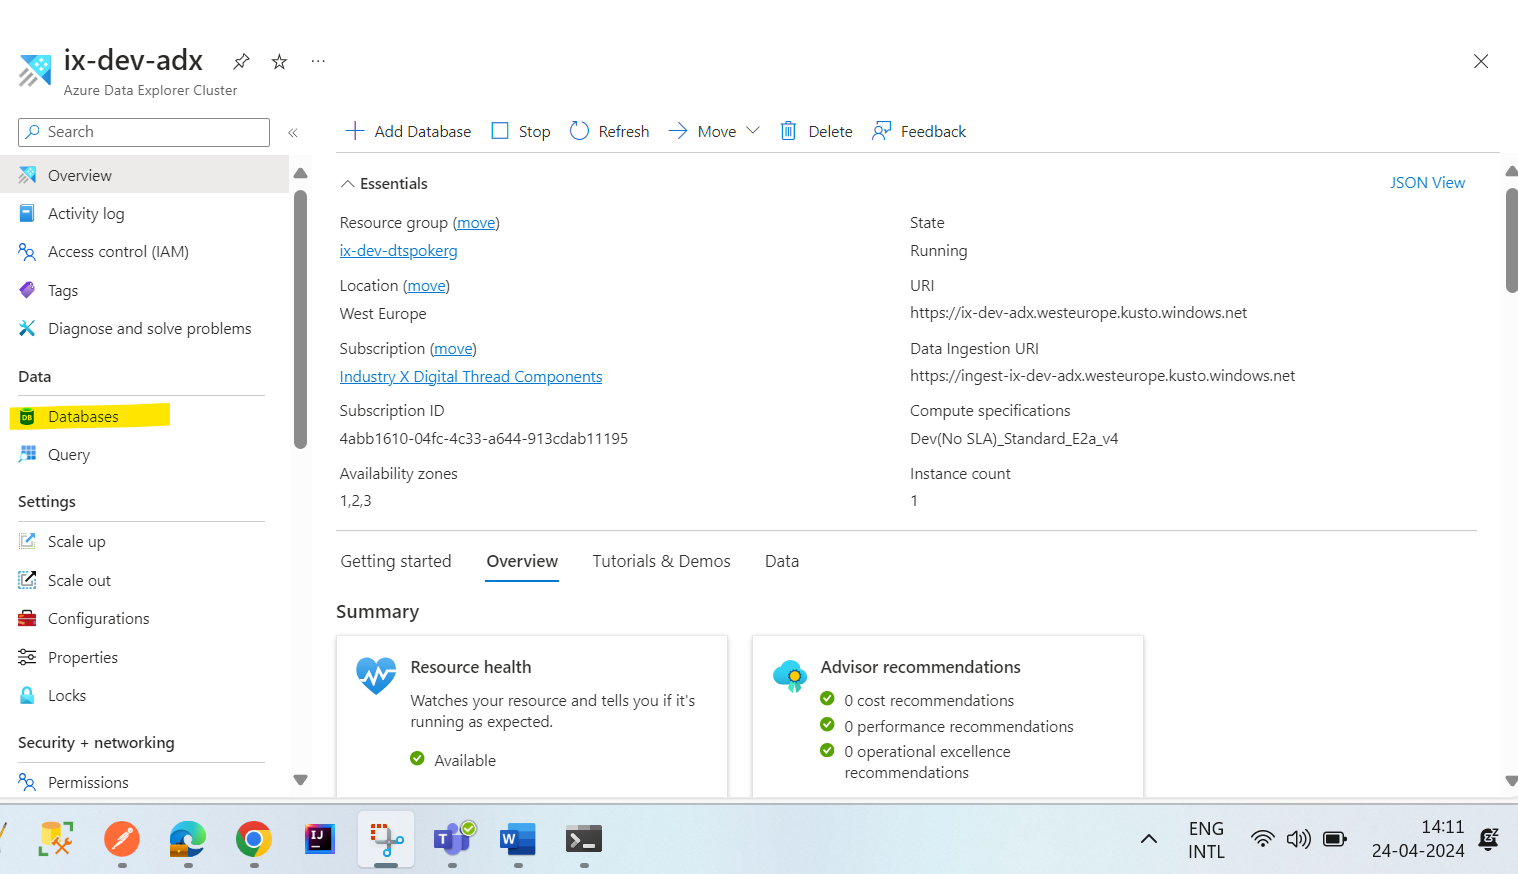 ix-dev-adx
Azure Data Explorer Cluster
Search
Overview
Activity log
Access control (IAM)
Tags
Diagnose and solve problems
Data
DB Databases
Query
Settings
Scale up
Scale out
Configurations
Properties
Locks
Security + networking
Permissions
Add Database Stop Refresh Move Delete Feedback
Essentials
JSON View
Resource group (move)
ix-dev-dtspokerg
Location (move)
West Europe
Subscription (move)
Industry X Digital Thread Components
Subscription ID
4abb1610-04fc-4c33-a644-913cdab11195
Availability zones
1,2,3
State
Running
URI
https://ix-dev-adx.westeurope.kusto.windows.net
Data Ingestion URI
https://ingest-ix-dev-adx.westeurope.kusto.windows.net
Compute specifications
Dev(No SLA)_Standard_E2a_v4
Instance count
1
Getting started Overview Tutorials & Demos Data
Summary
Resource health
Watches your resource and tells you if it's
running as expected.
Available
Advisor recommendations
0 cost recommendations
0 performance recommendations
0 operational excellence
recommendations
IJ
T
W
ENG
INTL
14:11
24-04-2024